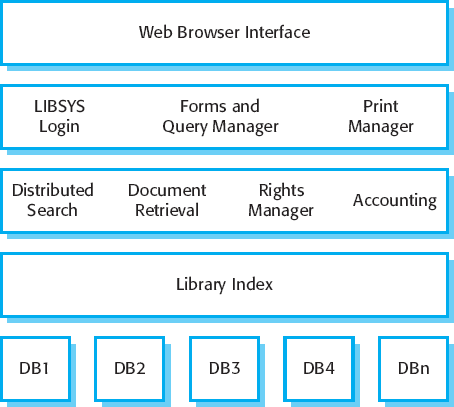 Web Browser Interface
LIBSYS
Login
Forms and
Query Manager
Print
Manager
Distributed
Search
Document
Retrieval
Rights
Manager
Accounting
Library Index
DB1
DB2
DB3
DB4
DBn